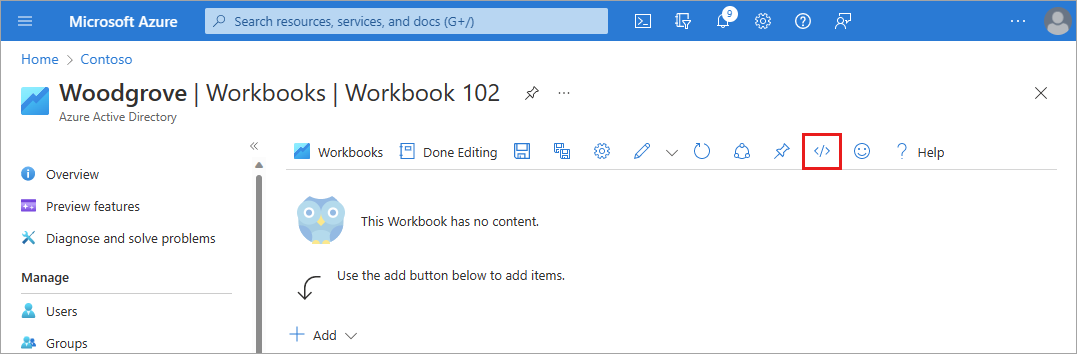 Microsoft Azure
Search resources, services, and docs (G+/)
9
Home > Contoso
Woodgrove | Workbooks | Workbook 102
Azure Active Directory
Workbooks Done Editing </> ? Help
Overview
Preview features
Diagnose and solve problems
Manage
Users
Groups
This Workbook has no content.
Use the add button below to add items.
+ Add